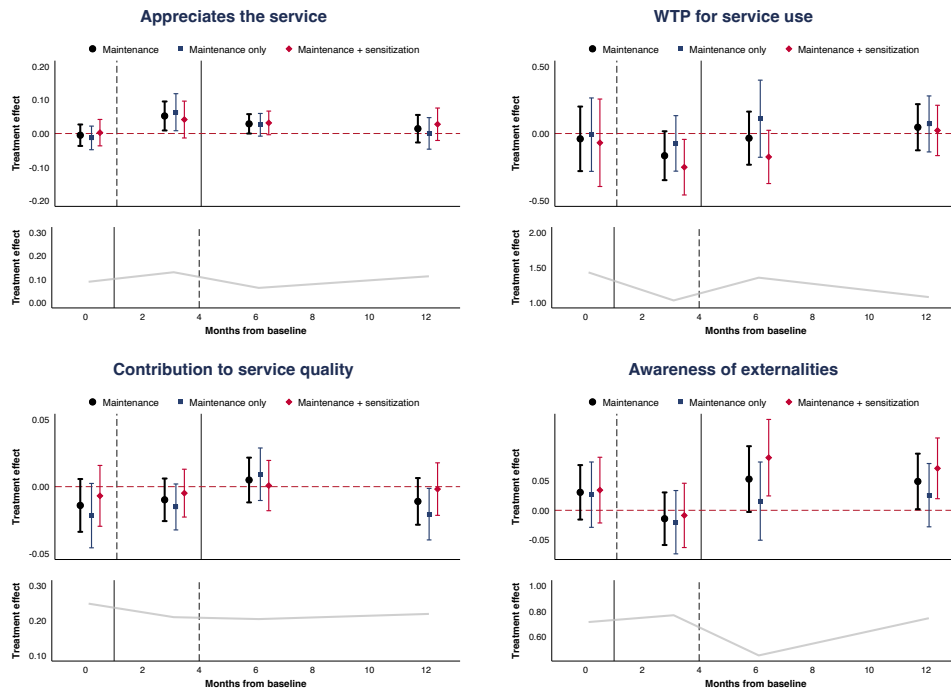 Appreciates the service
Maintenance Maintenance only Maintenance + sensitization
Treatment effect
0.20
0.10
0.00
-0.10
-0.20
Treatment effect
0.30
0.20
0.10
0.00
0 2 4 6 8 10 12
Months from baseline
WTP for service use
Maintenance Maintenance only Maintenance + sensitization
Treatment effect
0.50
0.00
-0.50
Treatment effect
2.00
1.50
1.00
0 2 4 6 8 10 12
Months from baseline
Contribution to service quality
Maintenance Maintenance only Maintenance + sensitization
Treatment effect
0.05
0.00
-0.05
Treatment effect
0.30
0.20
0.10
0 2 4 6 8 10 12
Months from baseline
Awareness of externalities
Maintenance Maintenance only Maintenance + sensitization
Treatment effect
0.05
0.00
-0.05
Treatment effect
1.00
0.80
0.60
0 2 4 6 8 10 12
Months from baseline